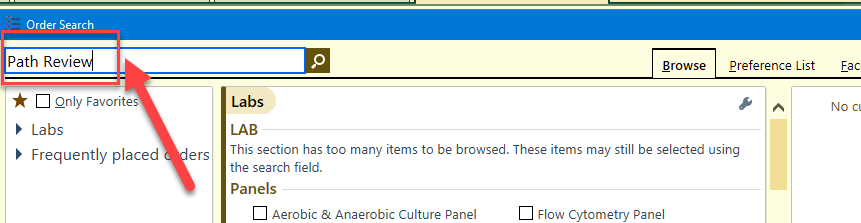 Order Search
Path Review
Browse
Preference List
Only Favorites
Labs
Frequently placed orders
Labs
LAB
This section has too many items to be browsed. These items may still be selected using
the search field.
Panels
Aerobic & Anaerobic Culture Panel
Flow Cytometry Panel
No cu